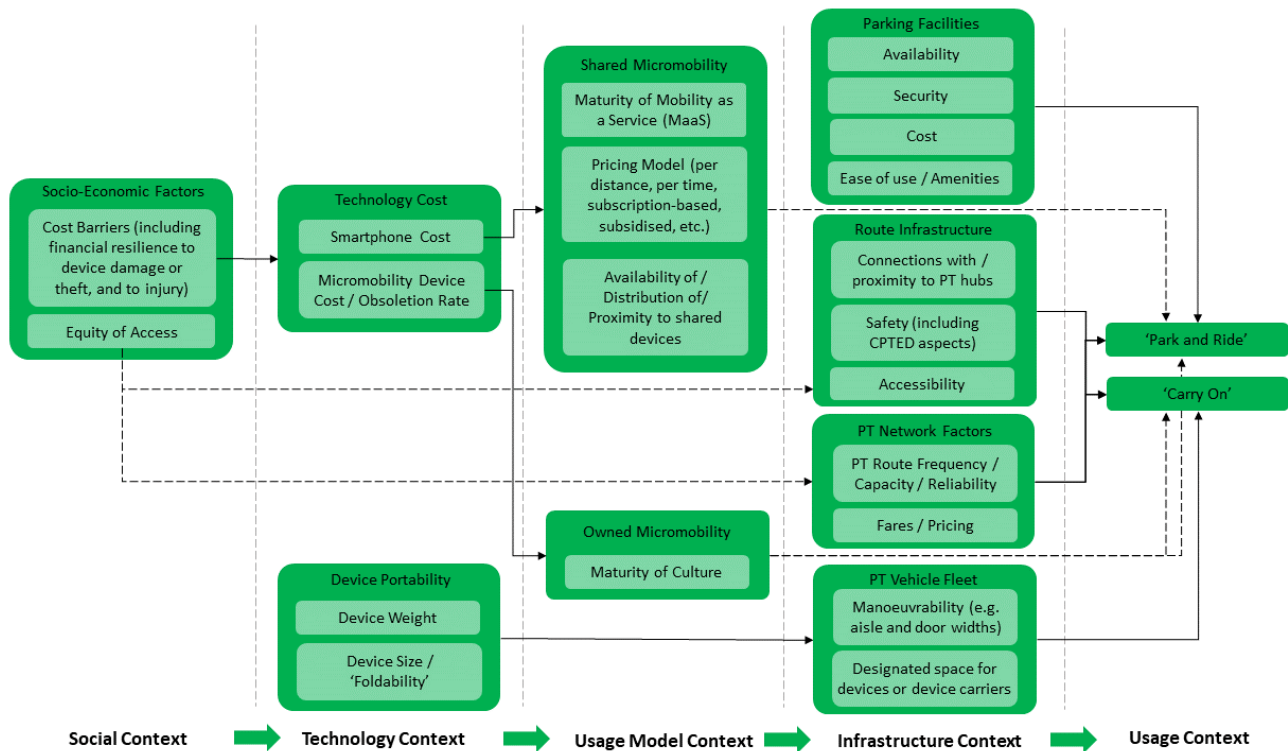 Socio-Economic Factors
Cost Barriers (including
financial resilience to
device damage or
theft, and to injury)
Equity of Access
Technology Cost
Smartphone Cost
Micromobility Device
Cost / Obsoletion Rate
Device Portability
Device Weight
Device Size /
‘Foldability’
Shared Micromobility
Maturity of Mobility as
a Service (MaaS)
Pricing Model (per
distance, per time,
subscription-based,
subsidised, etc.)
Availability of /
Distribution of/
Proximity to shared
devices
Owned Micromobility
Maturity of Culture
Parking Facilities
Availability
Security
Cost
Ease of use / Amenities
Route Infrastructure
Connections with /
proximity to PT hubs
Safety (including
CPTED aspects)
Accessibility
PT Network Factors
PT Route Frequency /
Capacity / Reliability
Fares / Pricing
PT Vehicle Fleet
Manoeuvrability (e.g.
aisle and door widths)
Designated space for
devices or device carriers
‘Park and Ride’
‘Carry On’
Social Context
Technology Context
Usage Model Context
Infrastructure Context
Usage Context